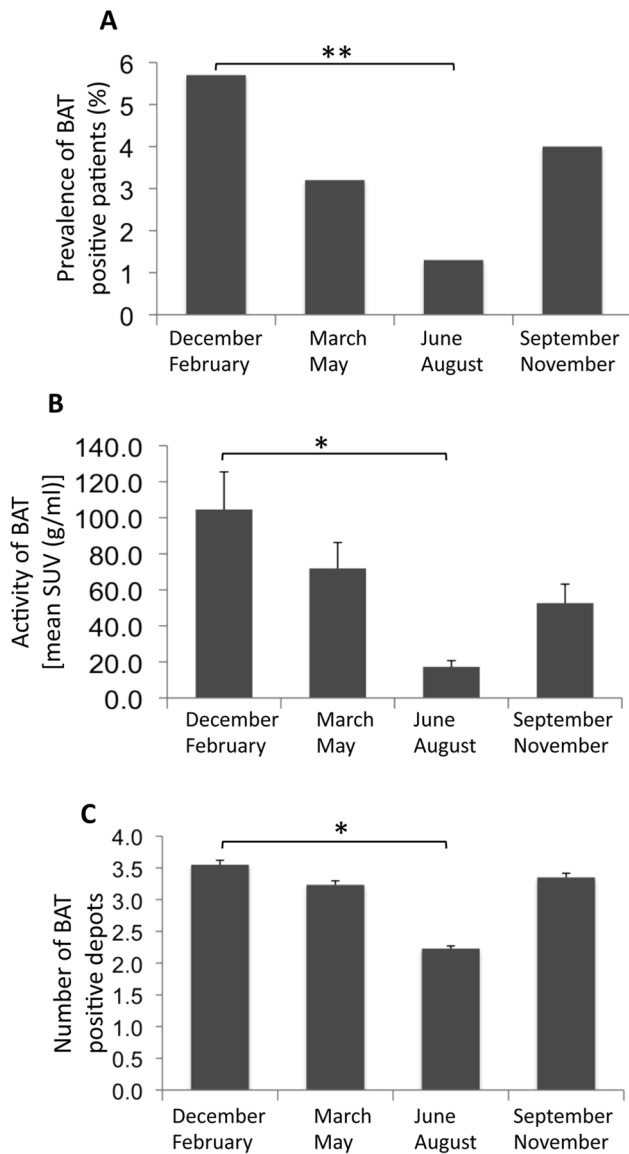 A
**
Prevalence of BAT
positive patients (%)
6
5
4
3
2
1
0
December March June September
February May August November
B
*
Activity of BAT
[mean SUV (g/ml)]
140.0
120.0
100.0
80.0
60.0
40.0
20.0
0.0
December March June September
February May August November
C
*
Number of BAT
positive depots
4.0
3.5
3.0
2.5
2.0
1.5
1.0
0.5
0.0
December March June September
February May August November